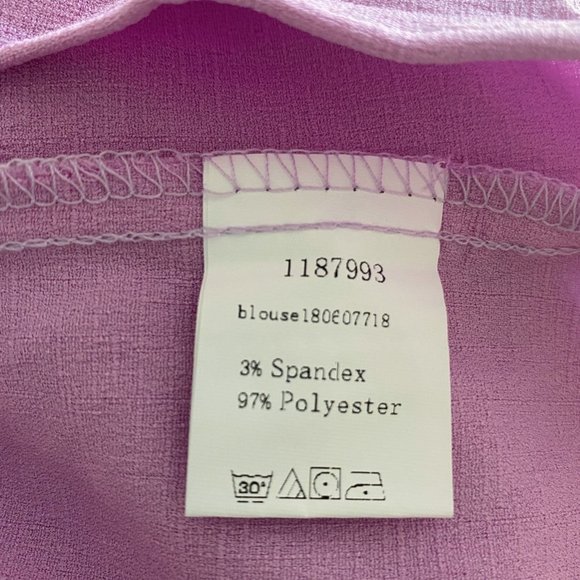 1187993
blouse180607718
3% Spandex
97% Polyester
30°